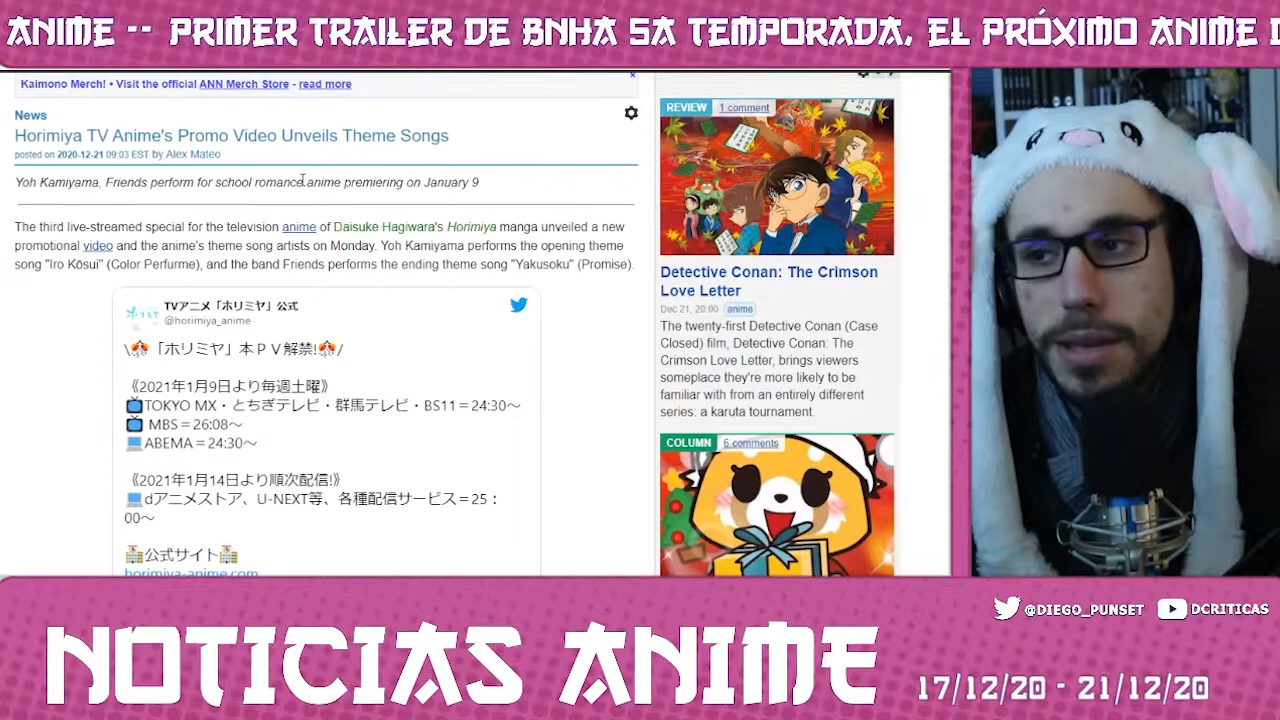 ANIME -- PRIMER TRAILER DE BNHA 5A TEMPORADA, EL PRÓXIMO ANIME
Kaimono Merch! • Visit the official ANN Merch Store - read more
News
Horimiya TV Anime's Promo Video Unveils Theme Songs
posted on 2020-12-21 09:03 EST by Alex Mateo
Yoh Kamiyama, Friends perform for school romance anime premiering on January 9
The third live-streamed special for the television anime of Daisuke Hagiwara's Horimiya manga unveiled a new
promotional video and the anime's theme song artists on Monday. Yoh Kamiyama performs the opening theme
song "Iro Kōsui" (Color Perfurme), and the band Friends performs the ending theme song "Yakusoku" (Promise).
ホリミヤ
TVアニメ「ホリミヤ」公式
@horimiya_anime
\「ホリミヤ」本PV解禁!/
《2021年1月9日より毎週土曜》
TOKYO MX・とちぎテレビ・群馬テレビ・BS11＝24:30～
MBS＝26:08～
ABEMA＝24:30～
《2021年1月14日より順次配信!》
dアニメストア、U-NEXT等、各種配信サービス＝25：
00～
公式サイト
horimiya-anime.com
REVIEW 1 comment
Detective Conan: The Crimson
Love Letter
Dec 21, 20:00 anime
The twenty-first Detective Conan (Case
Closed) film, Detective Conan: The
Crimson Love Letter, brings viewers
someplace they're more likely to be
familiar with from an entirely different
series: a karuta tournament.
COLUMN 6 comments
@DIEGO_PUNSET DCRITICAS
NOTICIAS ANIME
17/12/20 - 21/12/20